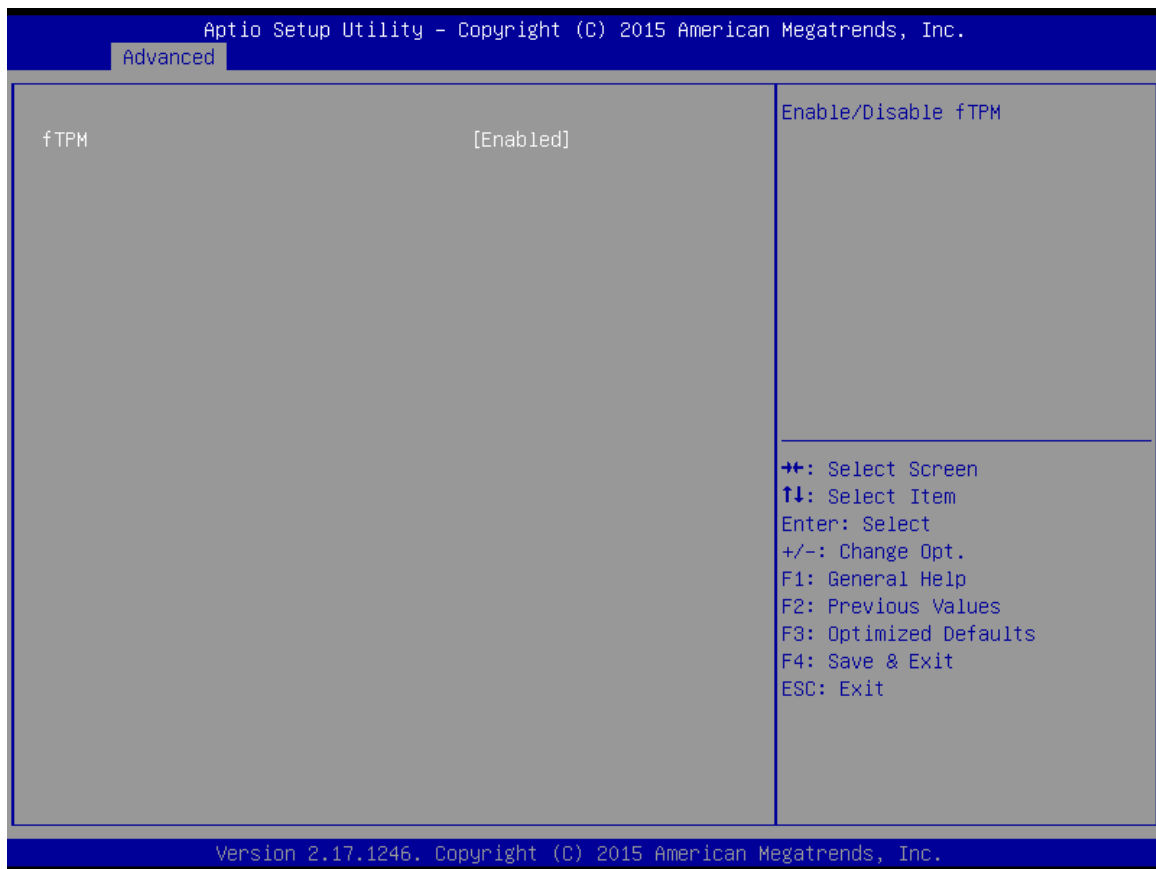 Aptio Setup Utility – Copyright (C) 2015 American Megatrends, Inc.
Advanced
fTPM [Enabled]
Enable/Disable fTPM
→←: Select Screen
↑↓: Select Item
Enter: Select
+/-: Change Opt.
F1: General Help
F2: Previous Values
F3: Optimized Defaults
F4: Save & Exit
ESC: Exit
Version 2.17.1246. Copyright (C) 2015 American Megatrends, Inc.